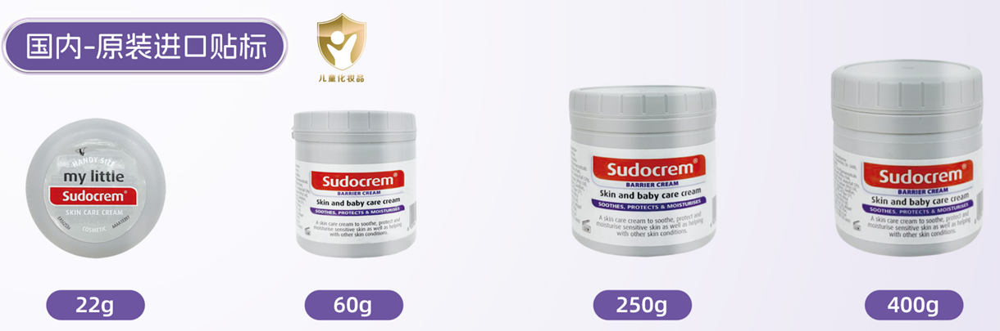 国内-原装进口贴标
儿童化妆品
HANDY SIZE
my little
Sudocrem®
SKIN CARE CREAM
COSMETIC
Sudocrem®
BARRIER CREAM
Skin and baby care cream
SOOTHES, PROTECTS & MOISTURISES
A skin care cream to soothe, protect and
moisturise sensitive skin as well as helping
with other skin conditions.
Sudocrem®
BARRIER CREAM
Skin and baby care cream
SOOTHES, PROTECTS & MOISTURISES
A skin care cream to soothe, protect and
moisturise sensitive skin as well as helping
with other skin conditions.
Sudocrem®
BARRIER CREAM
Skin and baby care cream
SOOTHES, PROTECTS & MOISTURISES
A skin care cream to soothe, protect and
moisturise sensitive skin as well as helping
with other skin conditions.
22g
60g
250g
400g